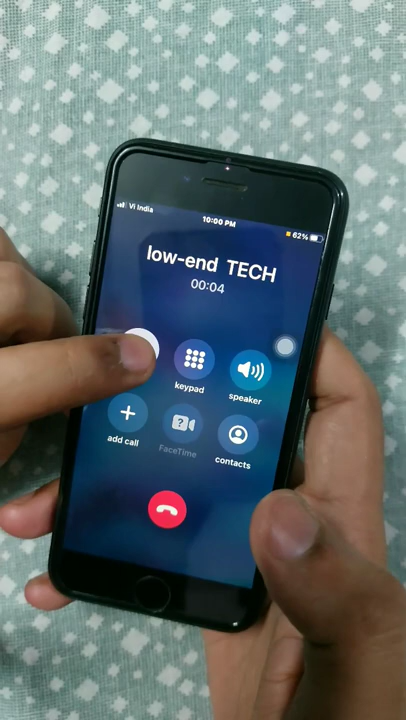 Vi India
10:00 PM
62%
low-end TECH
00:04
keypad
speaker
add call
FaceTime
contacts